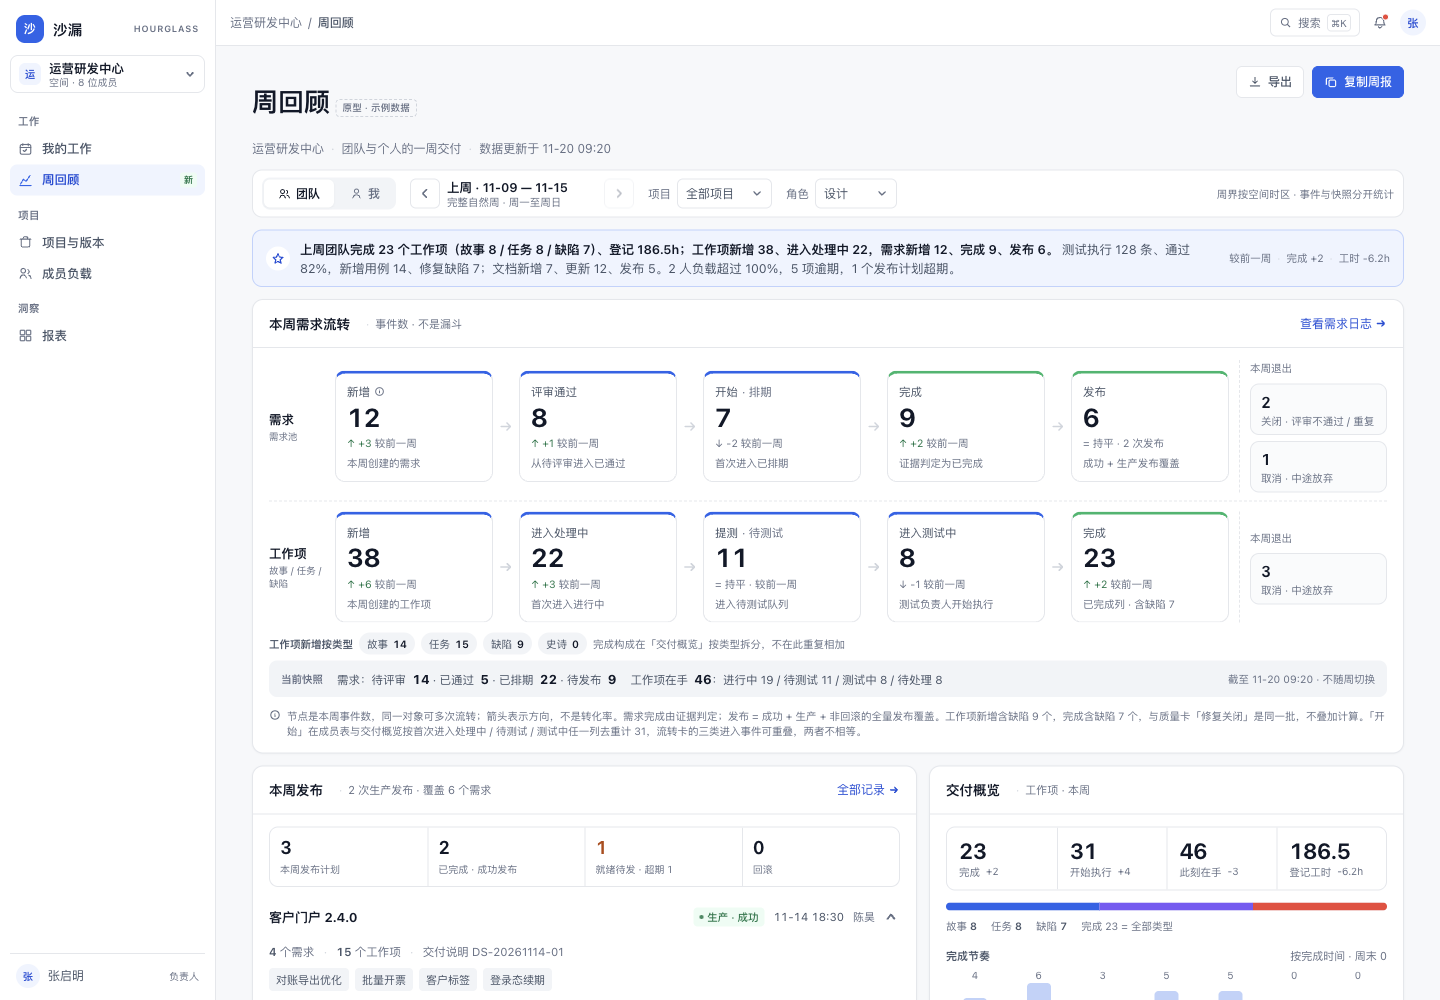 沙 沙漏 HOURGLASS
运 运营研发中心
空间 · 8 位成员
工作
我的工作
周回顾 新
项目
项目与版本
成员负载
洞察
报表
张 张启明 负责人
运营研发中心 / 周回顾
搜索 ⌘K 张
周回顾 原型 · 示例数据
导出 复制周报
运营研发中心 · 团队与个人的一周交付 · 数据更新于 11-20 09:20
团队 我
上周 · 11-09 — 11-15
完整自然周 · 周一至周日
项目 全部项目 角色 设计
周界按空间时区 · 事件与快照分开统计
上周团队完成 23 个工作项（故事 8 / 任务 8 / 缺陷 7）、登记 186.5h；工作项新增 38、进入处理中 22，需求新增 12、完成 9、发布 6。 测试执行 128 条、通过
82%，新增用例 14、修复缺陷 7；文档新增 7、更新 12、发布 5。2 人负载超过 100%，5 项逾期，1 个发布计划超期。
较前一周 · 完成 +2 · 工时 -6.2h
本周需求流转 · 事件数 · 不是漏斗
查看需求日志 →
需求
需求池
新增
12
↑ +3 较前一周
本周创建的需求
→
评审通过
8
↑ +1 较前一周
从待评审进入已通过
→
开始 · 排期
7
↓ -2 较前一周
首次进入已排期
→
完成
9
↑ +2 较前一周
证据判定为已完成
→
发布
6
= 持平 · 2 次发布
成功 + 生产发布覆盖
本周退出
2
关闭 · 评审不通过 / 重复
1
取消 · 中途放弃
工作项
故事 / 任务 /
缺陷
新增
38
↑ +6 较前一周
本周创建的工作项
→
进入处理中
22
↑ +3 较前一周
首次进入进行中
→
提测 · 待测试
11
= 持平 · 较前一周
进入待测试队列
→
进入测试中
8
↓ -1 较前一周
测试负责人开始执行
→
完成
23
↑ +2 较前一周
已完成列 · 含缺陷 7
本周退出
3
取消 · 中途放弃
工作项新增按类型 故事 14 任务 15 缺陷 9 史诗 0 完成构成在「交付概览」按类型拆分，不在此重复相加
当前快照 需求：待评审 14 · 已通过 5 · 已排期 22 · 待发布 9 工作项在手 46：进行中 19 / 待测试 11 / 测试中 8 / 待处理 8
截至 11-20 09:20 · 不随周切换
节点是本周事件数，同一对象可多次流转；箭头表示方向，不是转化率。需求完成由证据判定；发布 = 成功 + 生产 + 非回滚的全量发布覆盖。工作项新增含缺陷 9 个，完成含缺陷 7 个，与质量卡「修复关闭」是同一批，不叠加计算。「开
始」在成员表与交付概览按首次进入处理中 / 待测试 / 测试中任一列去重计 31，流转卡的三类进入事件可重叠，两者不相等。
本周发布 · 2 次生产发布 · 覆盖 6 个需求
全部记录 →
3
本周发布计划
2
已完成 · 成功发布
1
就绪待发 · 超期 1
0
回滚
客户门户 2.4.0
生产 · 成功 11-14 18:30 陈昊
4 个需求 · 15 个工作项 · 交付说明 DS-20261114-01
对账导出优化 批量开票 客户标签 登录态续期
交付概览 · 工作项 · 本周
23
完成 +2
31
开始执行 +4
46
此刻在手 -3
186.5
登记工时 -6.2h
故事 8 任务 8 缺陷 7 完成 23 = 全部类型
完成节奏 按完成时间 · 周末 0
4 6 3 5 5 0 0